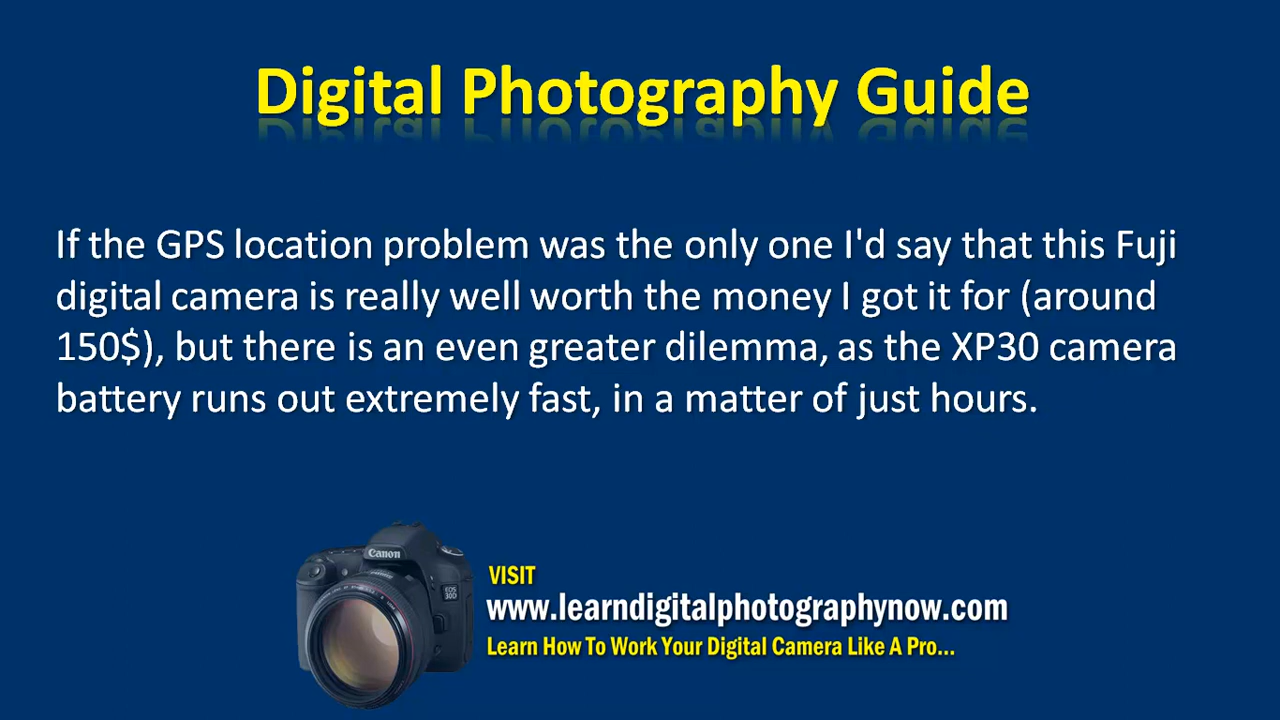 Digital Photography Guide
If the GPS location problem was the only one I'd say that this Fuji
digital camera is really well worth the money I got it for (around
150$), but there is an even greater dilemma, as the XP30 camera
battery runs out extremely fast, in a matter of just hours.
Canon
EOS
30D
VISIT
www.learndigitalphotographynow.com
Learn How To Work Your Digital Camera Like A Pro...